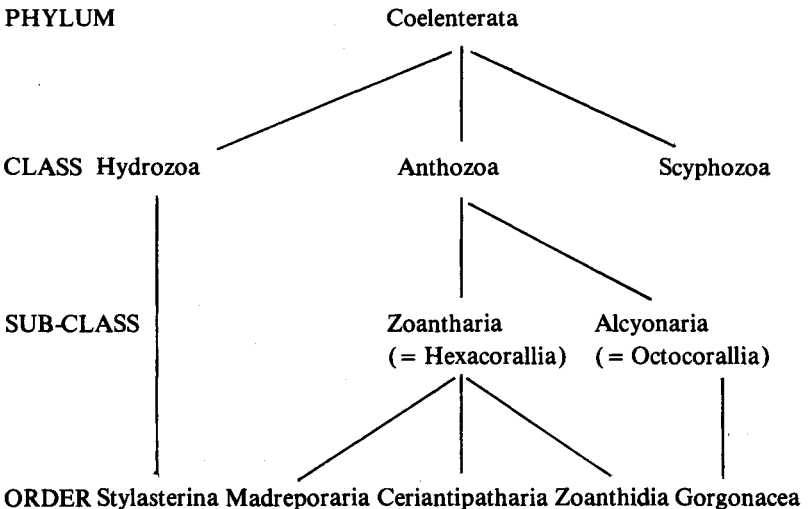 PHYLUM Coelenterata
CLASS Hydrozoa Anthozoa Scyphozoa
SUB-CLASS Zoantharia Alcyonaria
(= Hexacorallia) (= Octocorallia)
ORDER Stylasterina Madreporaria Ceriantipatharia Zoanthidia Gorgonacea